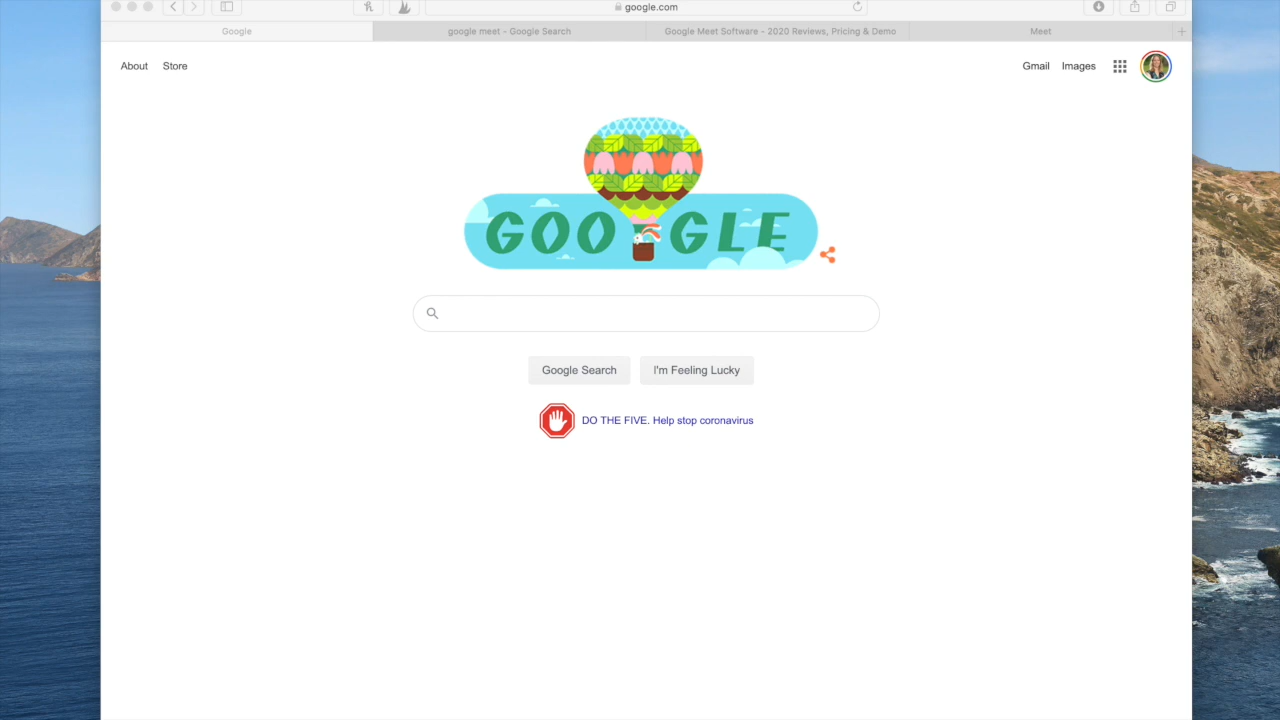 google.com
Google
google meet - Google Search
Google Meet Software - 2020 Reviews, Pricing & Demo
Meet
About
Store
Gmail
Images
GOOGLE
Google Search
I'm Feeling Lucky
DO THE FIVE. Help stop coronavirus